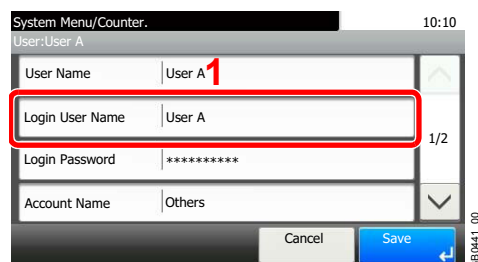 System Menu/Counter. 10:10
User:User A
User Name User A 1
Login User Name User A
1/2
Login Password **********
Account Name Others
Cancel Save